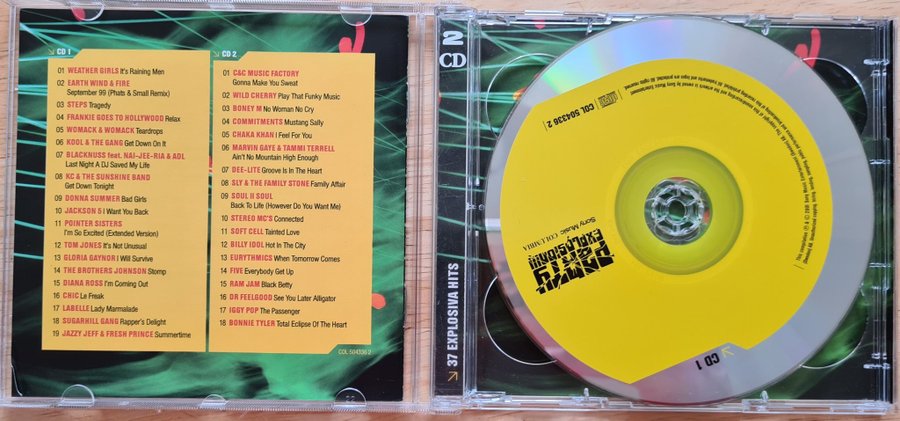 CD 1
01 WEATHER GIRLS It's Raining Men
02 EARTH WIND & FIRE
September 99 (Phats & Small Remix)
03 STEPS Tragedy
04 FRANKIE GOES TO HOLLYWOOD Relax
05 WOMACK & WOMACK Teardrops
06 KOOL & THE GANG Get Down On It
07 BLACKNUSS feat. NAI-JEE-RIA & ADL
Last Night A DJ Saved My Life
08 KC & THE SUNSHINE BAND
Get Down Tonight
09 DONNA SUMMER Bad Girls
10 JACKSON 5 I Want You Back
11 POINTER SISTERS
I'm So Excited (Extended Version)
12 TOM JONES It's Not Unusual
13 GLORIA GAYNOR I Will Survive
14 THE BROTHERS JOHNSON Stomp
15 DIANA ROSS I'm Coming Out
16 CHIC Le Freak
17 LABELLE Lady Marmalade
18 SUGARHILL GANG Rapper's Delight
19 JAZZY JEFF & FRESH PRINCE Summertime
CD 2
01 C&C MUSIC FACTORY
Gonna Make You Sweat
02 WILD CHERRY Play That Funky Music
03 BONEY M No Woman No Cry
04 COMMITMENTS Mustang Sally
05 CHAKA KHAN I Feel For You
06 MARVIN GAYE & TAMMI TERRELL
Ain't No Mountain High Enough
07 DEE-LITE Groove Is In The Heart
08 SLY & THE FAMILY STONE Family Affair
09 SOUL II SOUL
Back To Life (However Do You Want Me)
10 STEREO MC'S Connected
11 SOFT CELL Tainted Love
12 BILLY IDOL Hot In The City
13 EURYTHMICS When Tomorrow Comes
14 FIVE Everybody Get Up
15 RAM JAM Black Betty
16 DR FEELGOOD See You Later Alligator
17 IGGY POP The Passenger
18 BONNIE TYLER Total Eclipse Of The Heart
COL 504336 2
2
CD
37 EXPLOSIVA HITS
COL 504336 2
Sony Music COLUMBIA
PARTY
EXPLOSION
CD 1